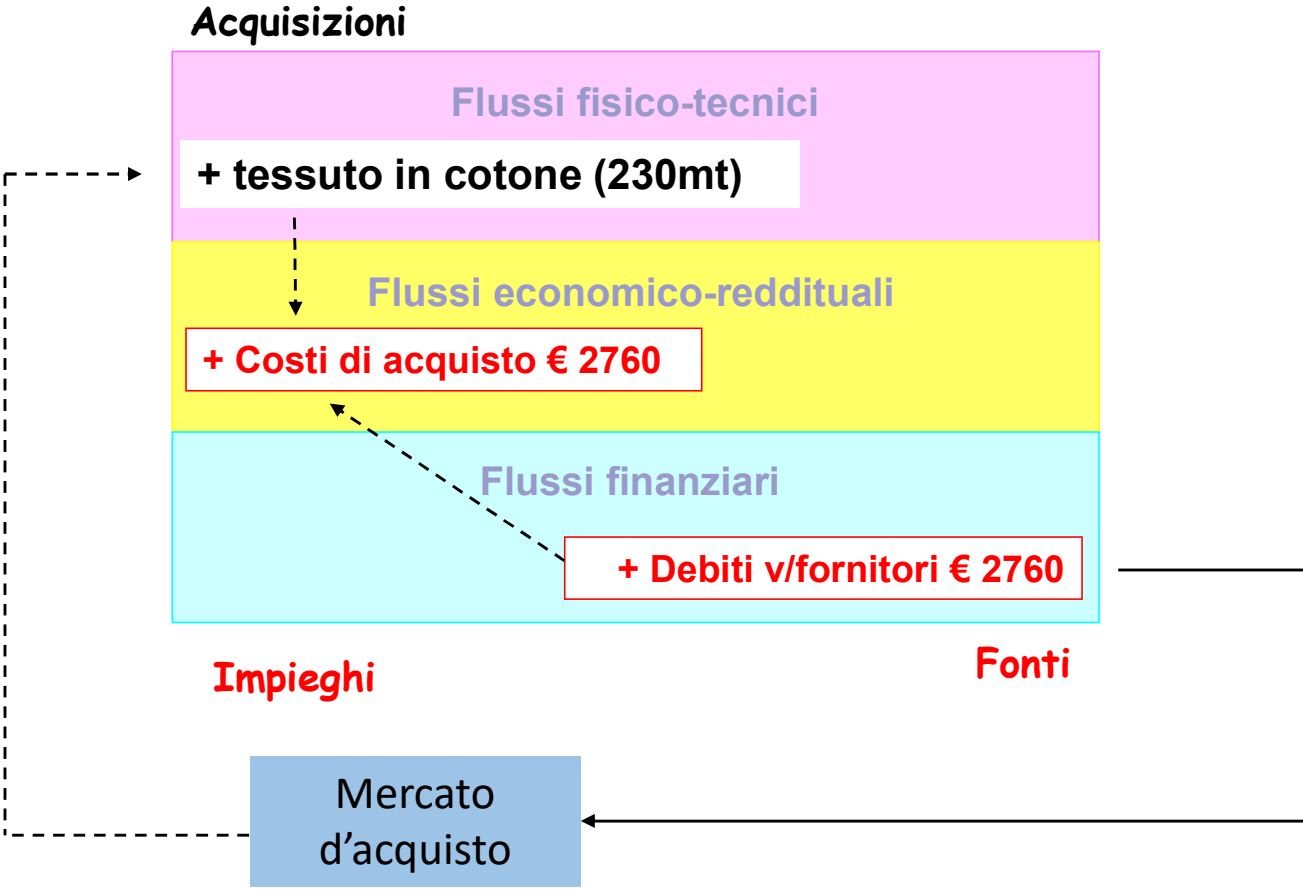 Acquisizioni
Flussi fisico-tecnici
+ tessuto in cotone (230mt)
Flussi economico-reddituali
+ Costi di acquisto € 2760
Flussi finanziari
+ Debiti v/fornitori € 2760
Impieghi
Fonti
Mercato
d’acquisto